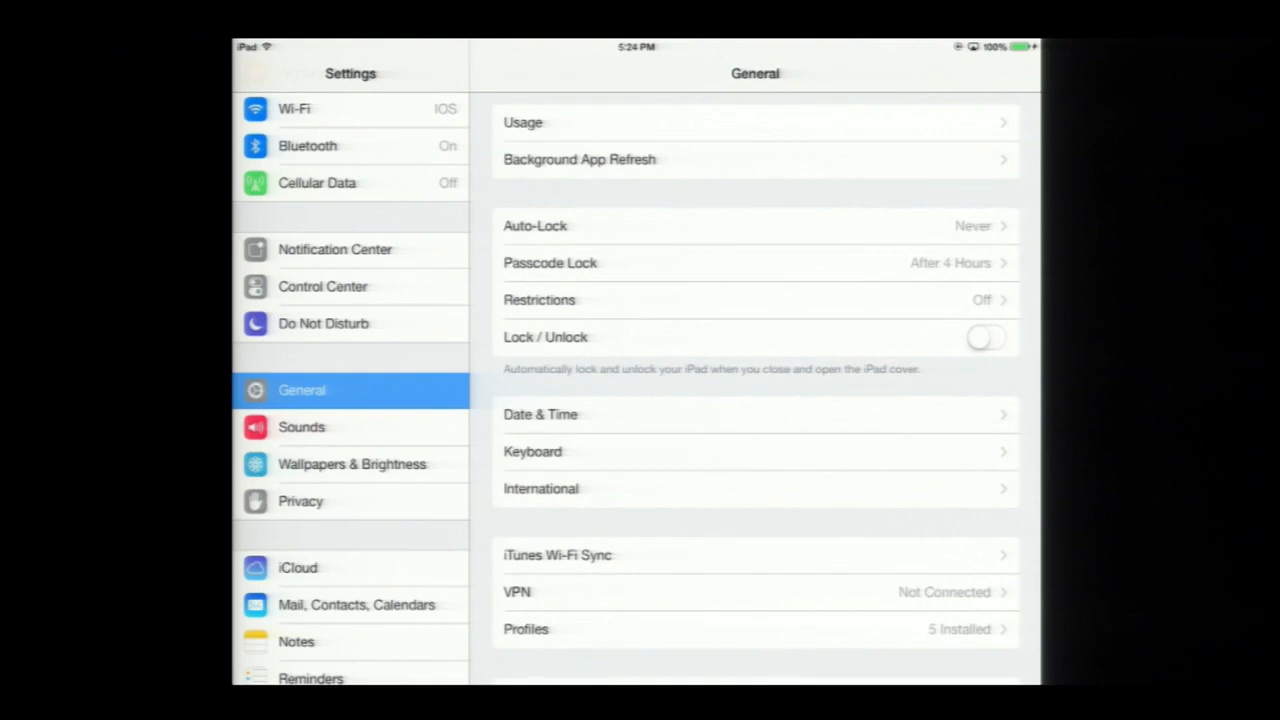 iPad 5:24 PM 100%
Settings
General
Wi-Fi IOS
Bluetooth On
Cellular Data Off
Notification Center
Control Center
Do Not Disturb
General
Sounds
Wallpapers & Brightness
Privacy
iCloud
Mail, Contacts, Calendars
Notes
Reminders
Usage
Background App Refresh
Auto-Lock Never
Passcode Lock After 4 Hours
Restrictions Off
Lock / Unlock
Automatically lock and unlock your iPad when you close and open the iPad cover.
Date & Time
Keyboard
International
iTunes Wi-Fi Sync
VPN Not Connected
Profiles 5 Installed